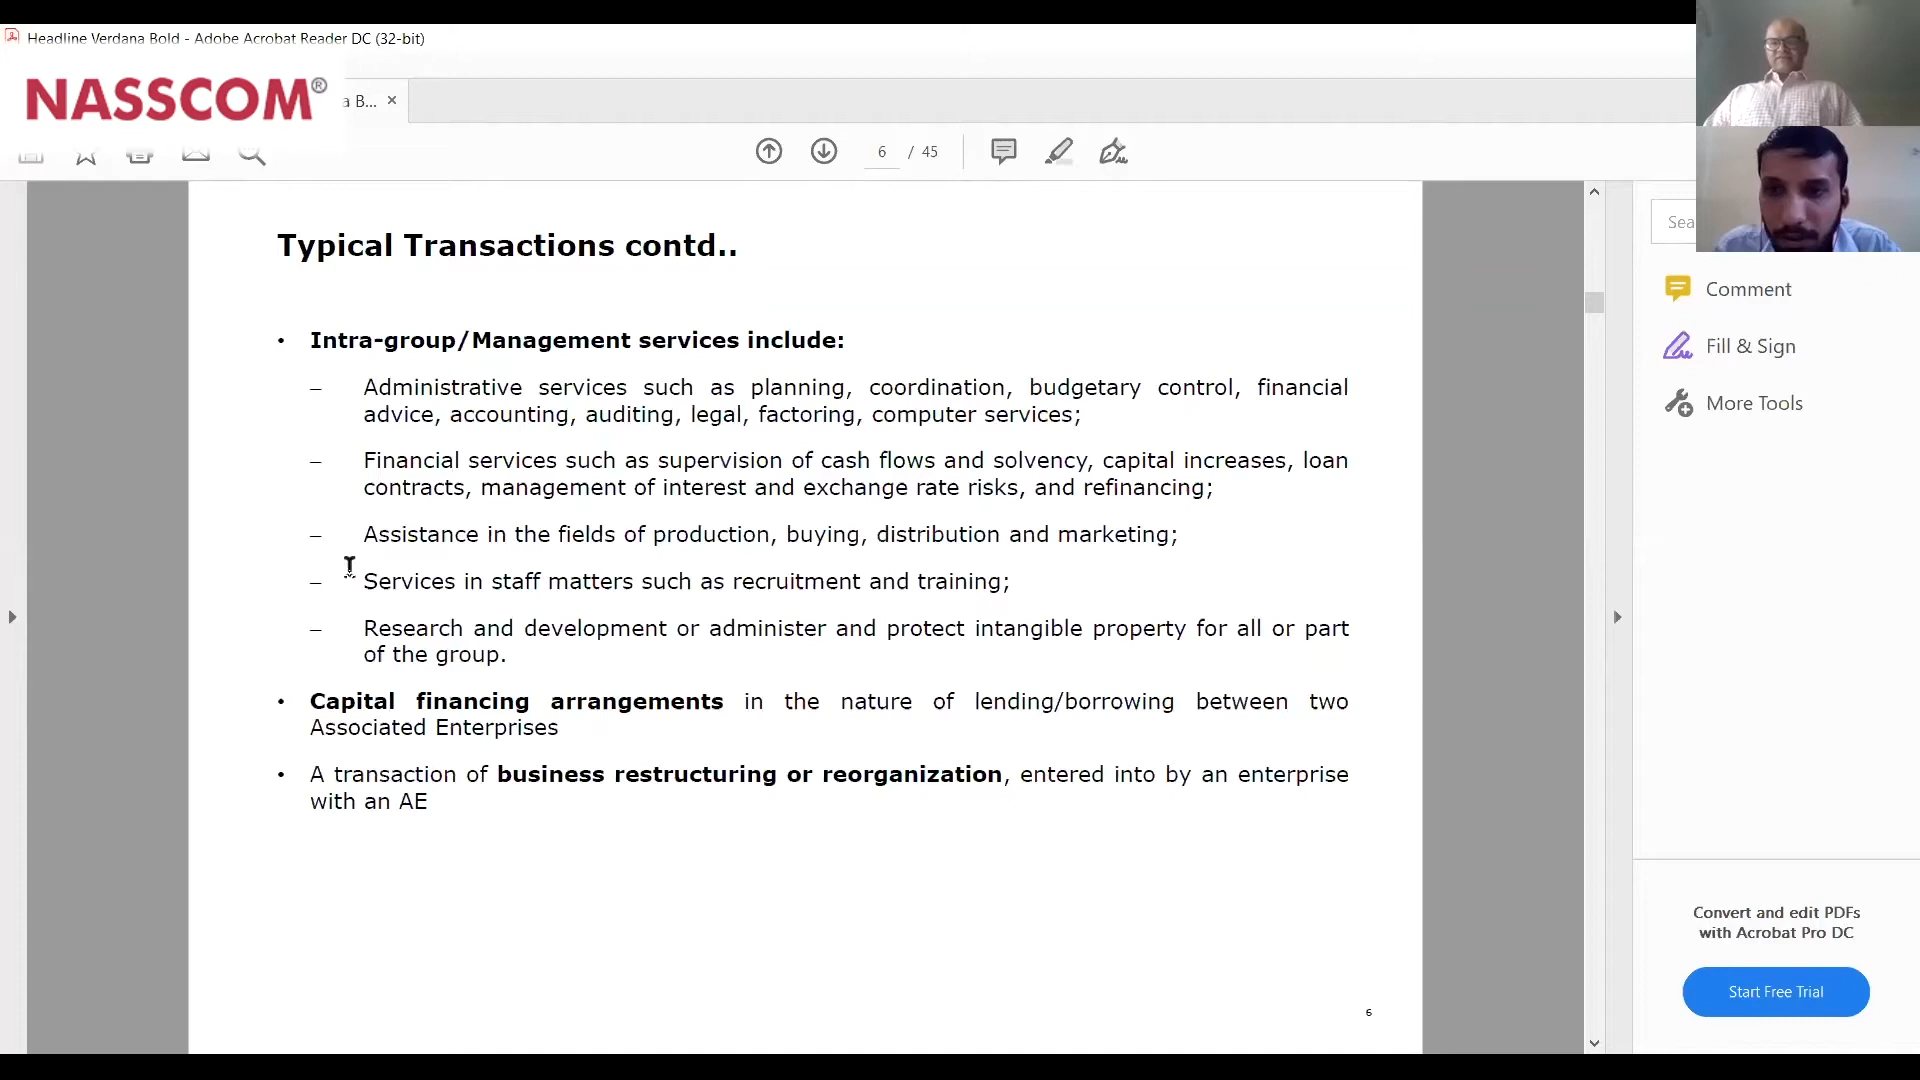 Headline Verdana Bold - Adobe Acrobat Reader DC (32-bit)
NASSCOM®
a B... ×
6 / 45
Sea
Typical Transactions contd..
• Intra-group/Management services include:
– Administrative services such as planning, coordination, budgetary control, financial
advice, accounting, auditing, legal, factoring, computer services;
– Financial services such as supervision of cash flows and solvency, capital increases, loan
contracts, management of interest and exchange rate risks, and refinancing;
– Assistance in the fields of production, buying, distribution and marketing;
– Services in staff matters such as recruitment and training;
– Research and development or administer and protect intangible property for all or part
of the group.
• Capital financing arrangements in the nature of lending/borrowing between two
Associated Enterprises
• A transaction of business restructuring or reorganization, entered into by an enterprise
with an AE
6
Comment
Fill & Sign
More Tools
Convert and edit PDFs
with Acrobat Pro DC
Start Free Trial